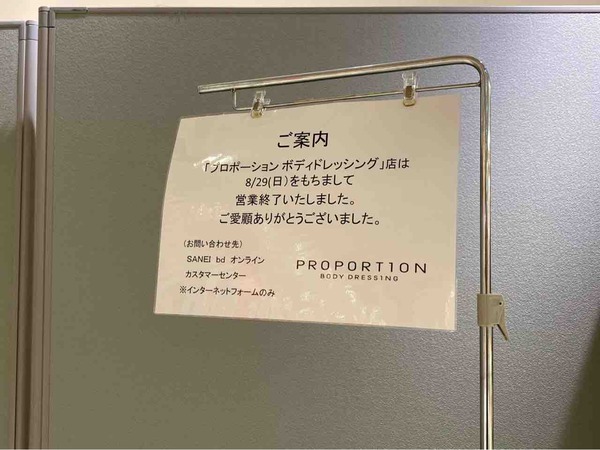 ご案内
「プロポーション ボディドレッシング」店は
8/29(日)をもちまして
営業終了いたしました。
ご愛顧ありがとうございました。
(お問い合わせ先)
SANEI bd オンライン
カスタマーセンター
※インターネットフォームのみ
PROPORTION
BODY DRESSING